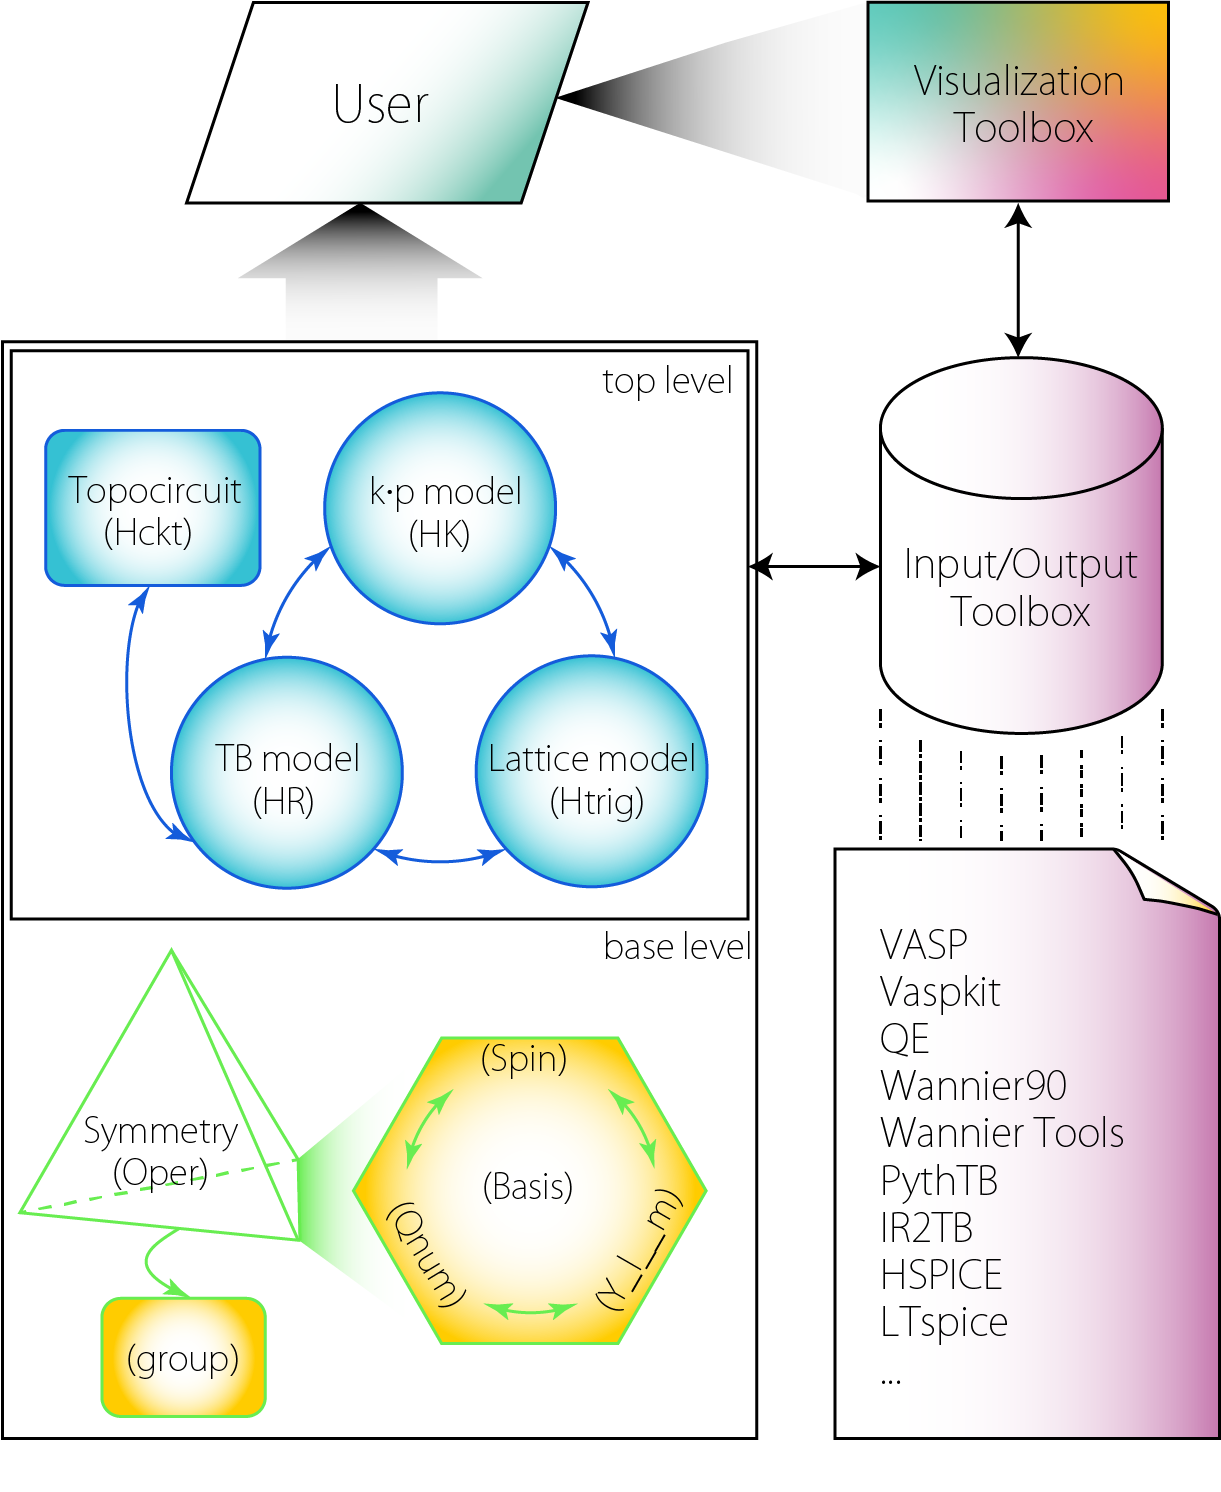 User
Visualization
Toolbox
top level
Topocircuit
(Hckt)
k·p model
(HK)
TB model
(HR)
Lattice model
(Htrig)
Input/Output
Toolbox
base level
Symmetry
(Oper)
(group)
(Spin)
(Basis)
(Qnum)
(Y_l__m)
VASP
Vaspkit
QE
Wannier90
Wannier Tools
PythTB
IR2TB
HSPICE
LTspice
...